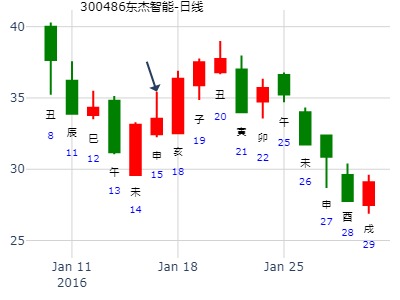 300486东杰智能-日线
40
35
30
25
丑
8
辰
11
巳
12
午
13
未
14
申
15
亥
18
子
19
丑
20
寅
21
卯
22
午
25
未
26
申
27
酉
28
戌
29
Jan 11
2016
Jan 18
Jan 25